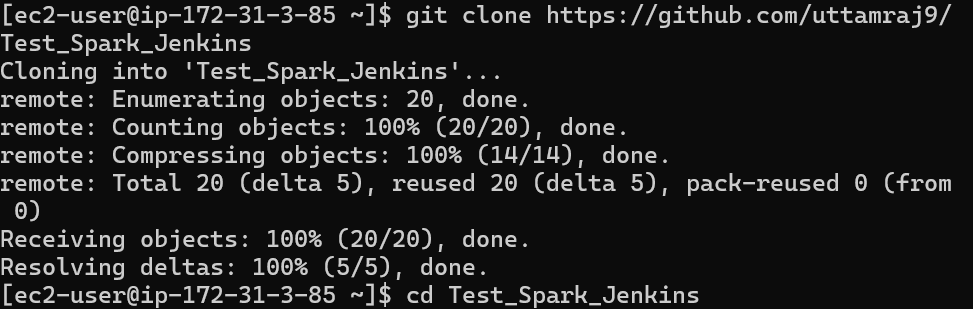 [ec2-user@ip-172-31-3-85 ~]$ git clone https://github.com/uttamraj9/
Test_Spark_Jenkins
Cloning into 'Test_Spark_Jenkins'...
remote: Enumerating objects: 20, done.
remote: Counting objects: 100% (20/20), done.
remote: Compressing objects: 100% (14/14), done.
remote: Total 20 (delta 5), reused 20 (delta 5), pack-reused 0 (from
 0)
Receiving objects: 100% (20/20), done.
Resolving deltas: 100% (5/5), done.
[ec2-user@ip-172-31-3-85 ~]$ cd Test_Spark_Jenkins